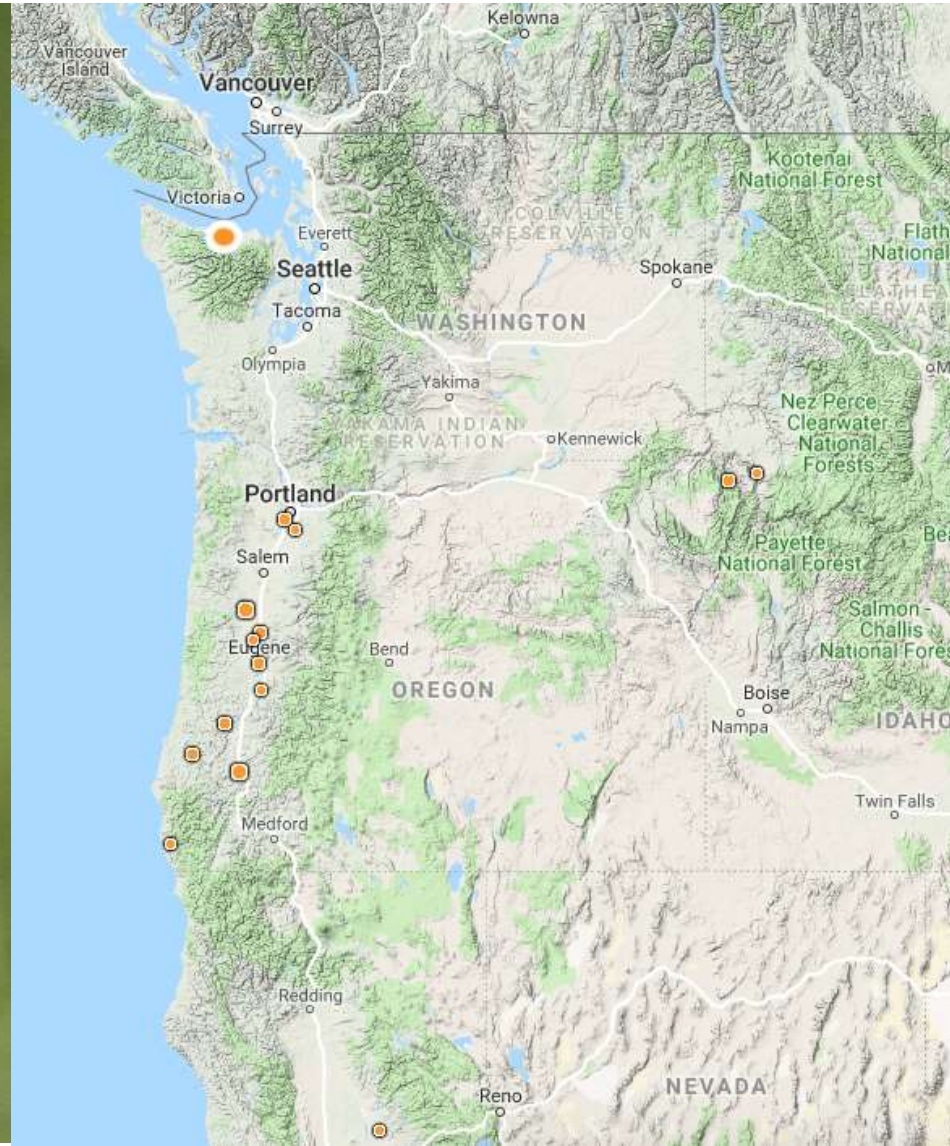 Kelowna
Vancouver
Island
Vancouver
Surrey
Kootenai
National Forest
Victoria
COLVILLE
RESERVATION
Everett
Flath
National
Spokane
Seattle
Tacoma
WASHINGTON
Olympia
Yakima
Nez Perce-
Clearwater
National
Forests
YAKAMA INDIAN
RESERVATION
Kennewick
Portland
Salem
Payette
National Forest
Bea
Salmon-
Challis
National Fores
Eugene
Bend
OREGON
Boise
Nampa
IDAHO
Twin Falls
Medford
Redding
Reno
NEVADA